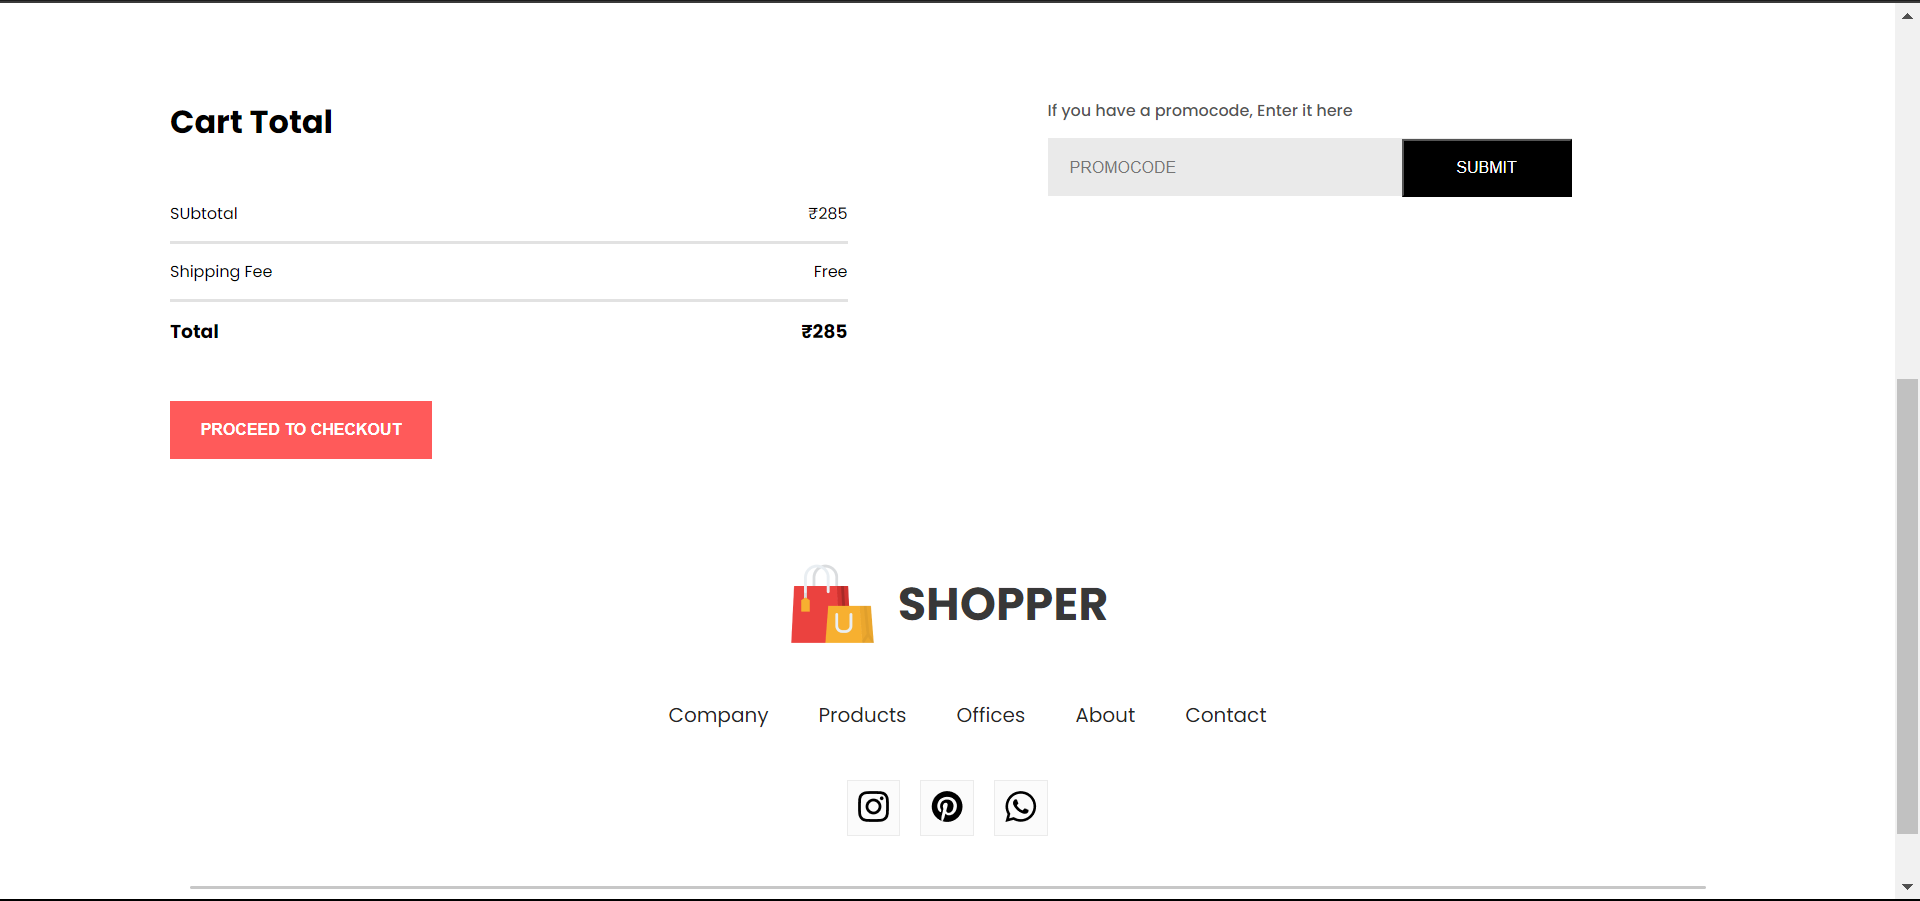 Cart Total
SUbtotal ₹285
Shipping Fee Free
Total ₹285
PROCEED TO CHECKOUT
If you have a promocode, Enter it here
PROMOCODE SUBMIT
SHOPPER
Company Products Offices About Contact